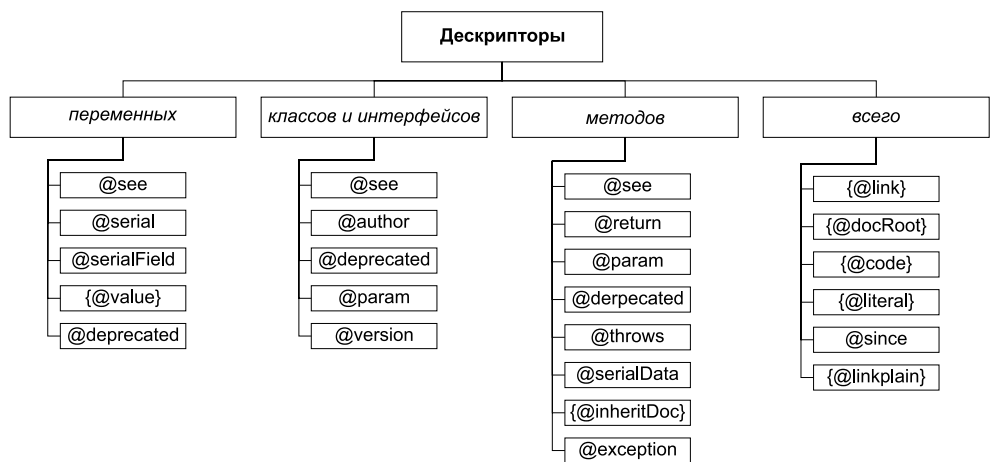 Дескрипторы
переменных
@see
@serial
@serialField
{@value}
@deprecated
классов и интерфейсов
@see
@author
@deprecated
@param
@version
методов
@see
@return
@param
@derpecated
@throws
@serialData
{@inheritDoc}
@exception
всего
{@link}
{@docRoot}
{@code}
{@literal}
@since
{@linkplain}